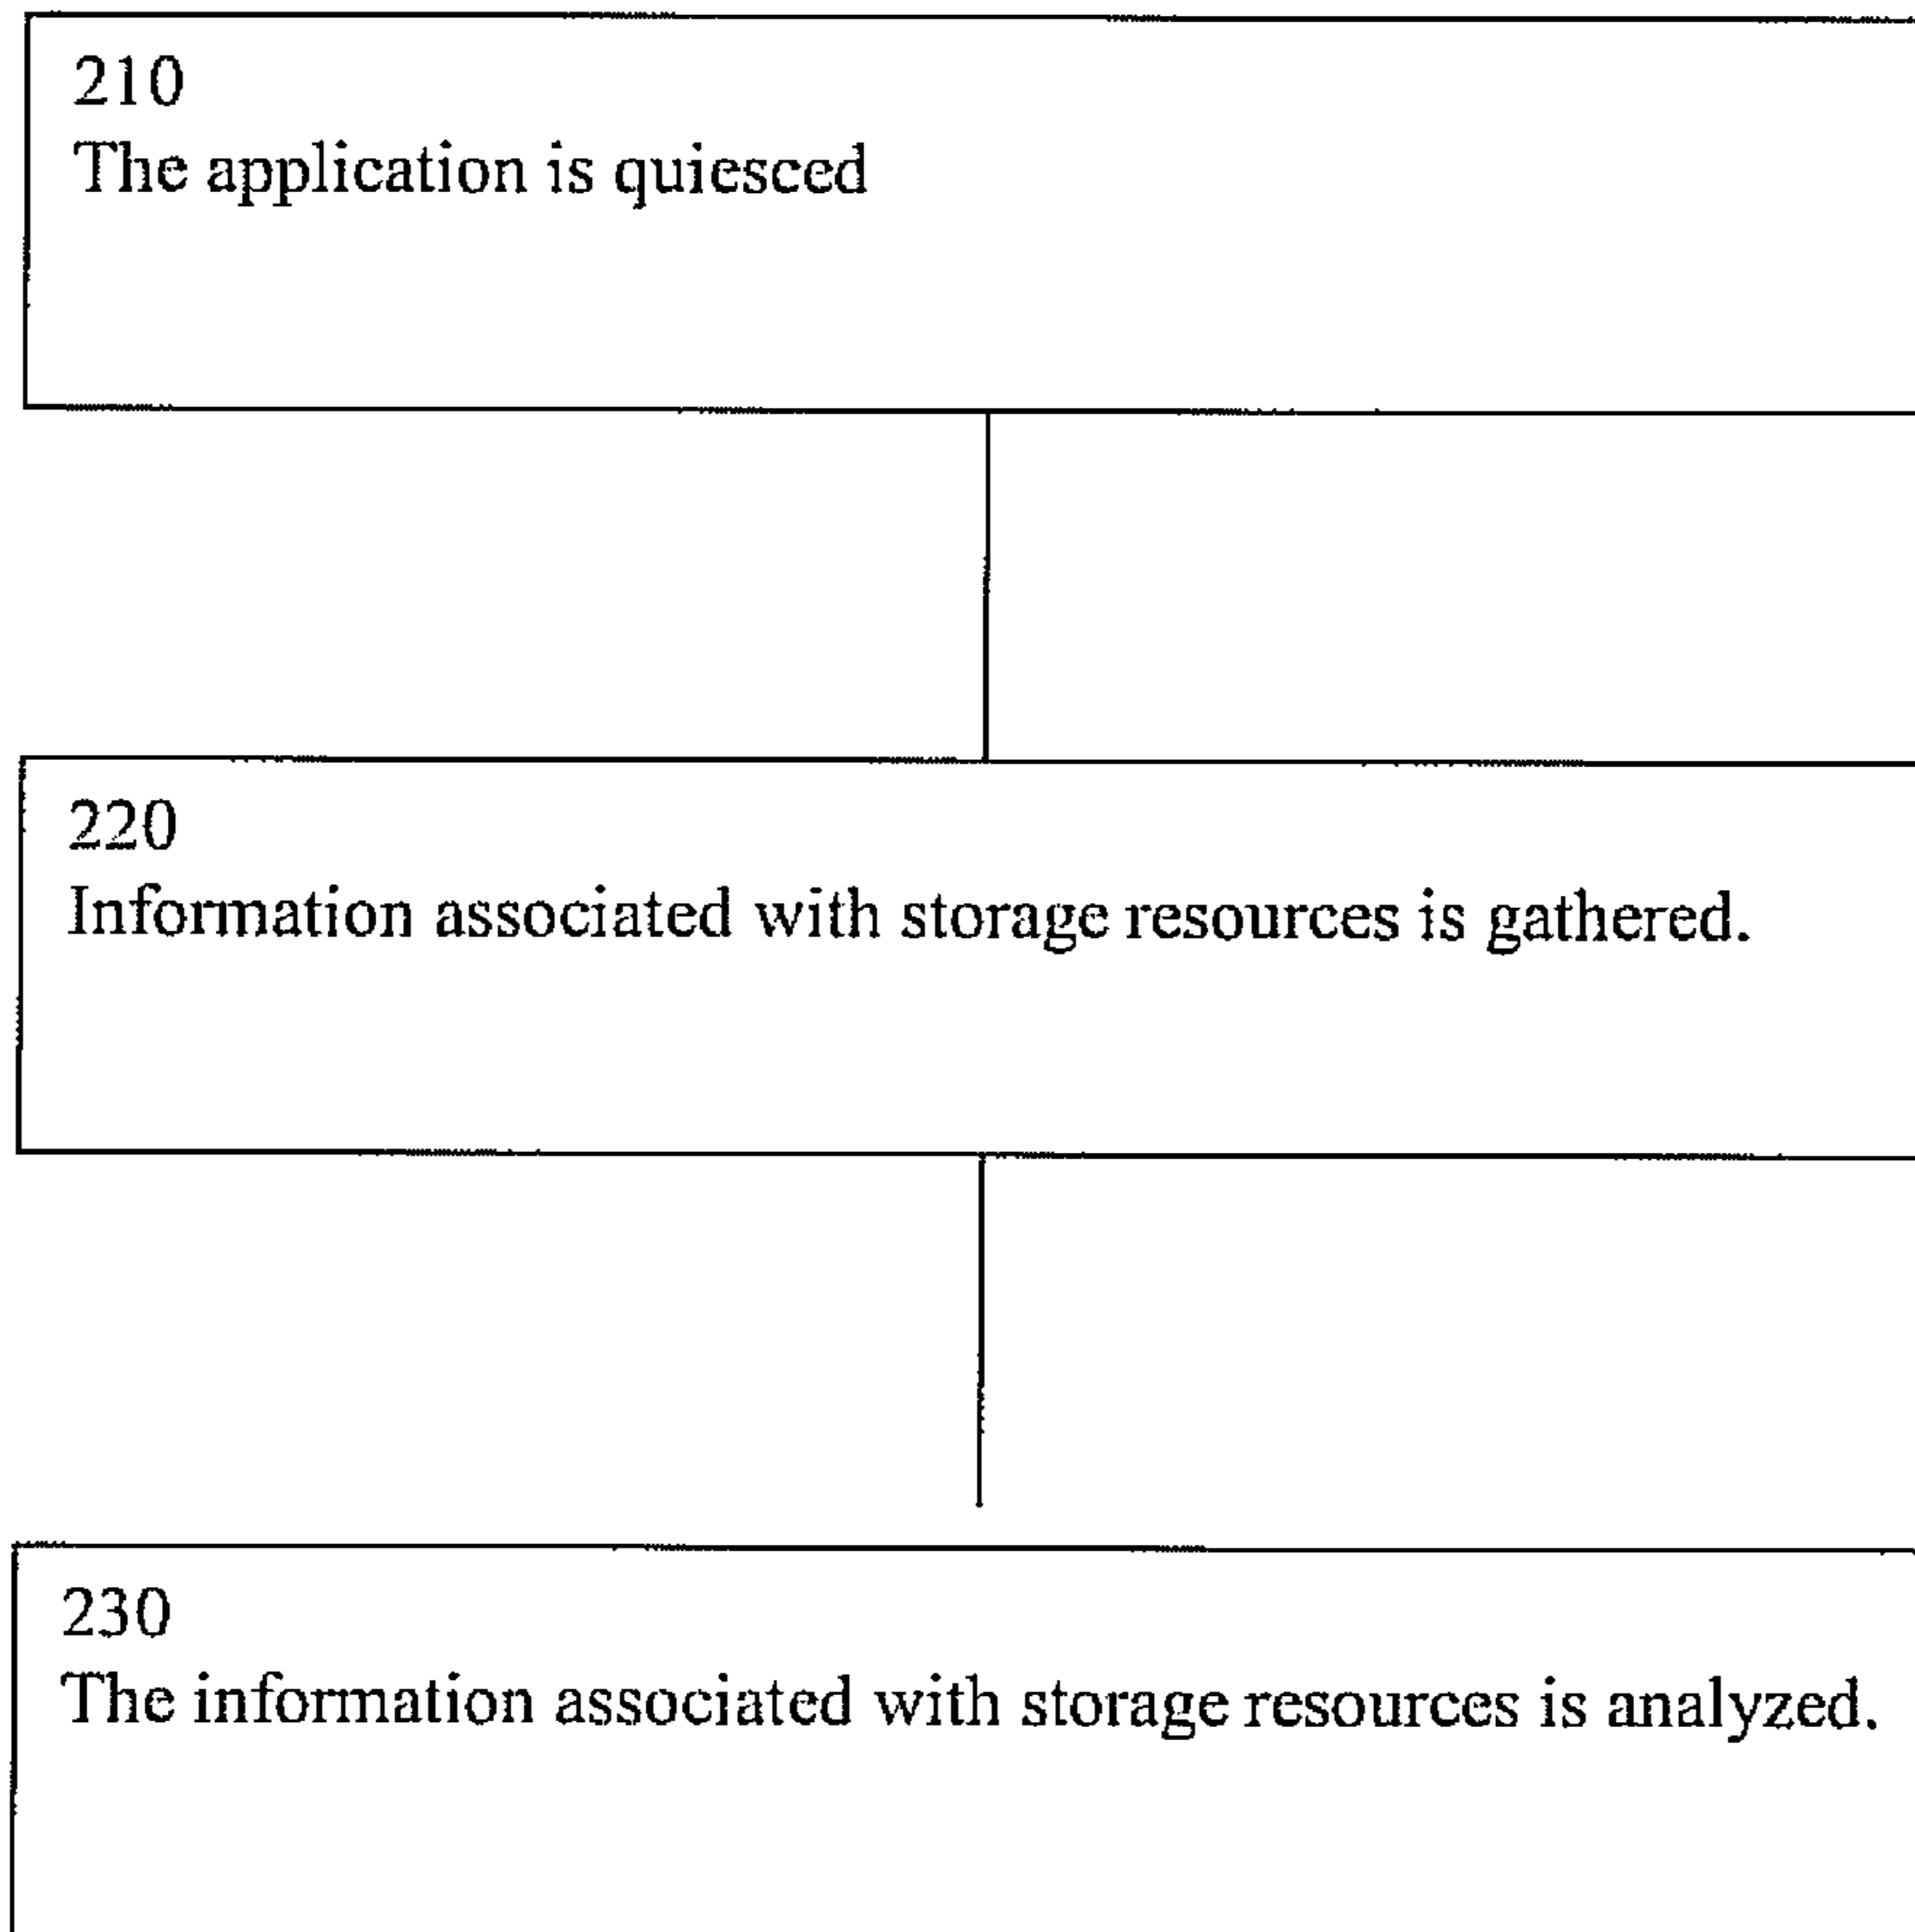 210
The application is quiesced
220
Information associated with storage resources is gathered.
230
The information associated with storage resources is analyzed.